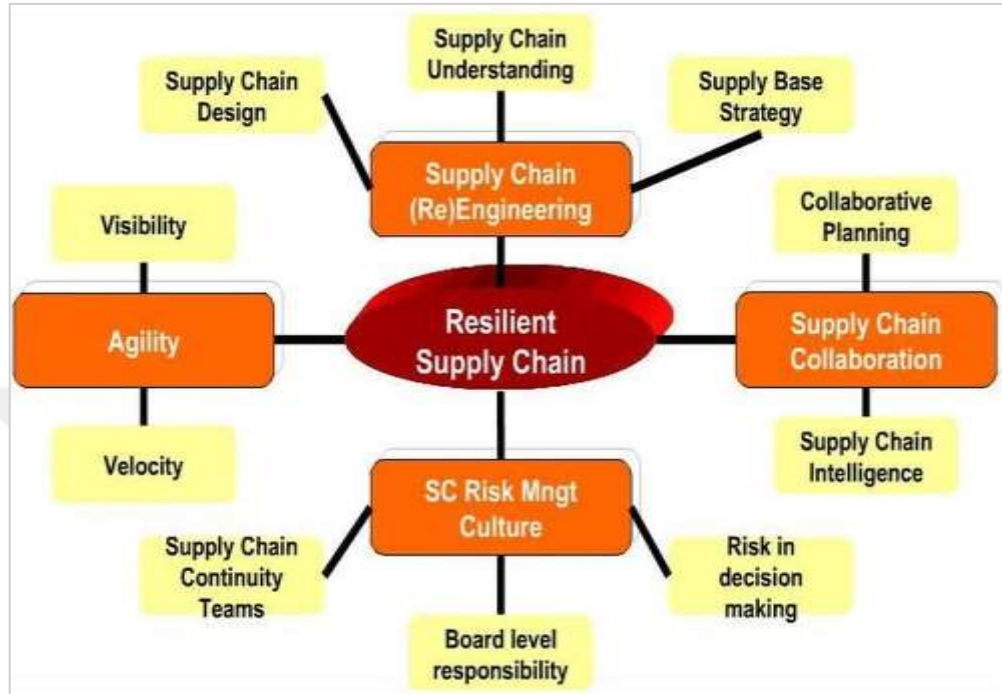 Supply Chain
Understanding
Supply Chain
Design
Supply Base
Strategy
Supply Chain
(Re)Engineering
Visibility
Collaborative
Planning
Agility
Resilient
Supply Chain
Supply Chain
Collaboration
Velocity
Supply Chain
Intelligence
SC Risk Mngt
Culture
Supply Chain
Continuity
Teams
Risk in
decision
making
Board level
responsibility